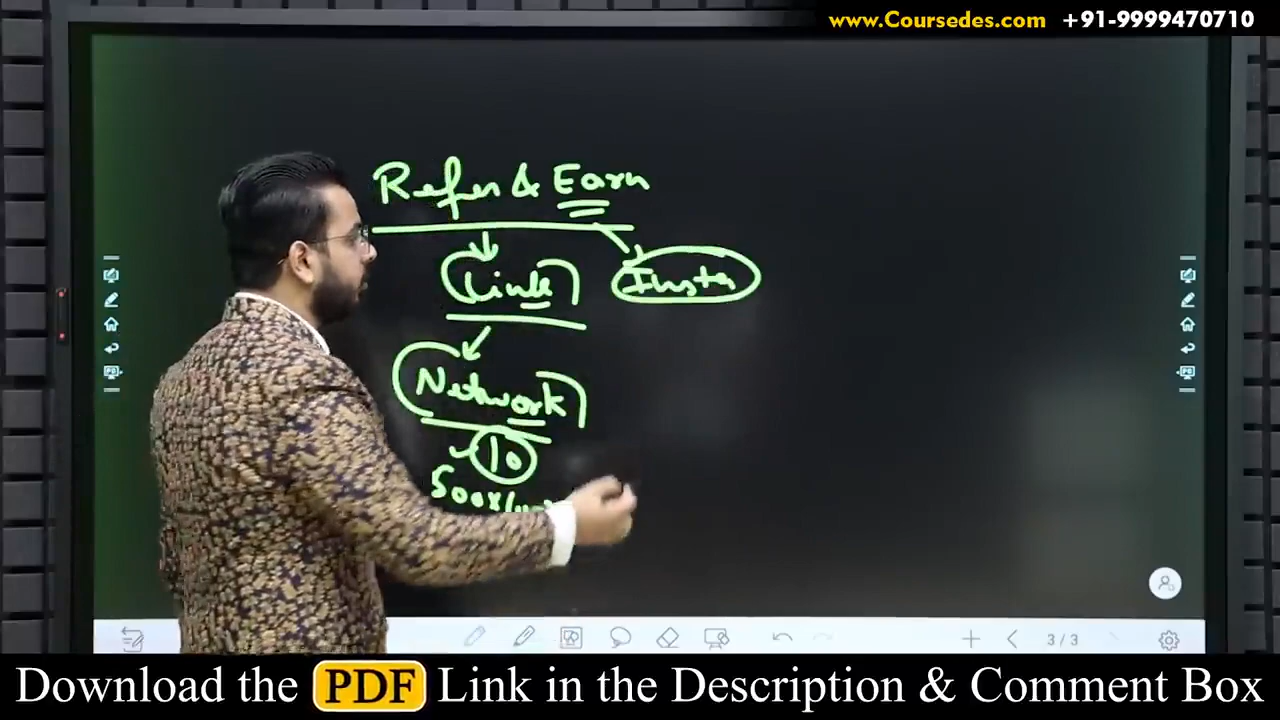 www.Coursedes.com +91-9999470710
Refer & Earn
Link Insta
Network
10
3/3
Download the PDF Link in the Description & Comment Box